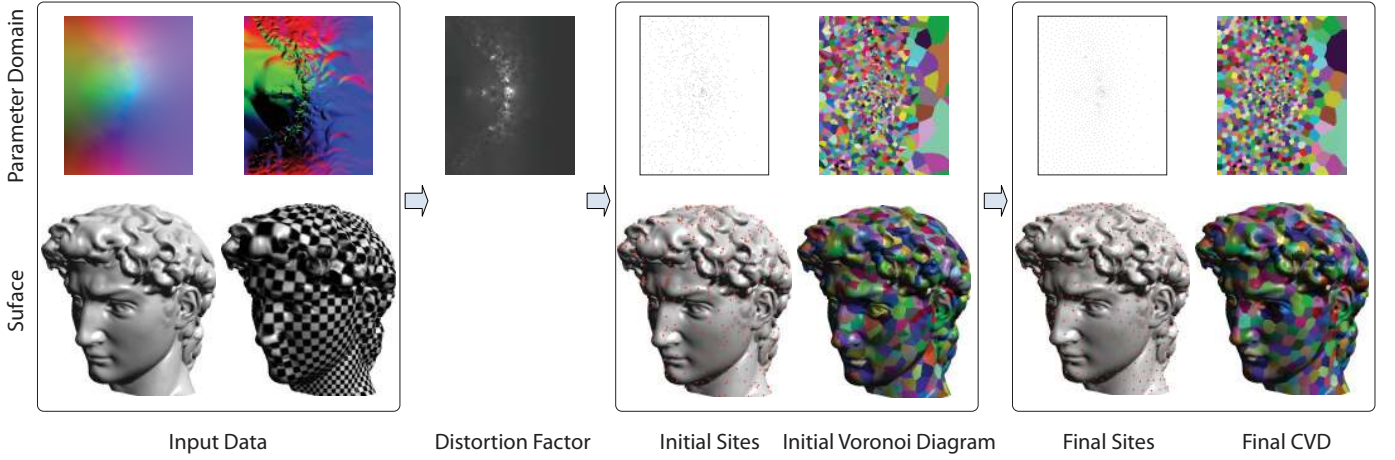 Parameter Domain
Suface
Input Data
Distortion Factor
Initial Sites
Initial Voronoi Diagram
Final Sites
Final CVD